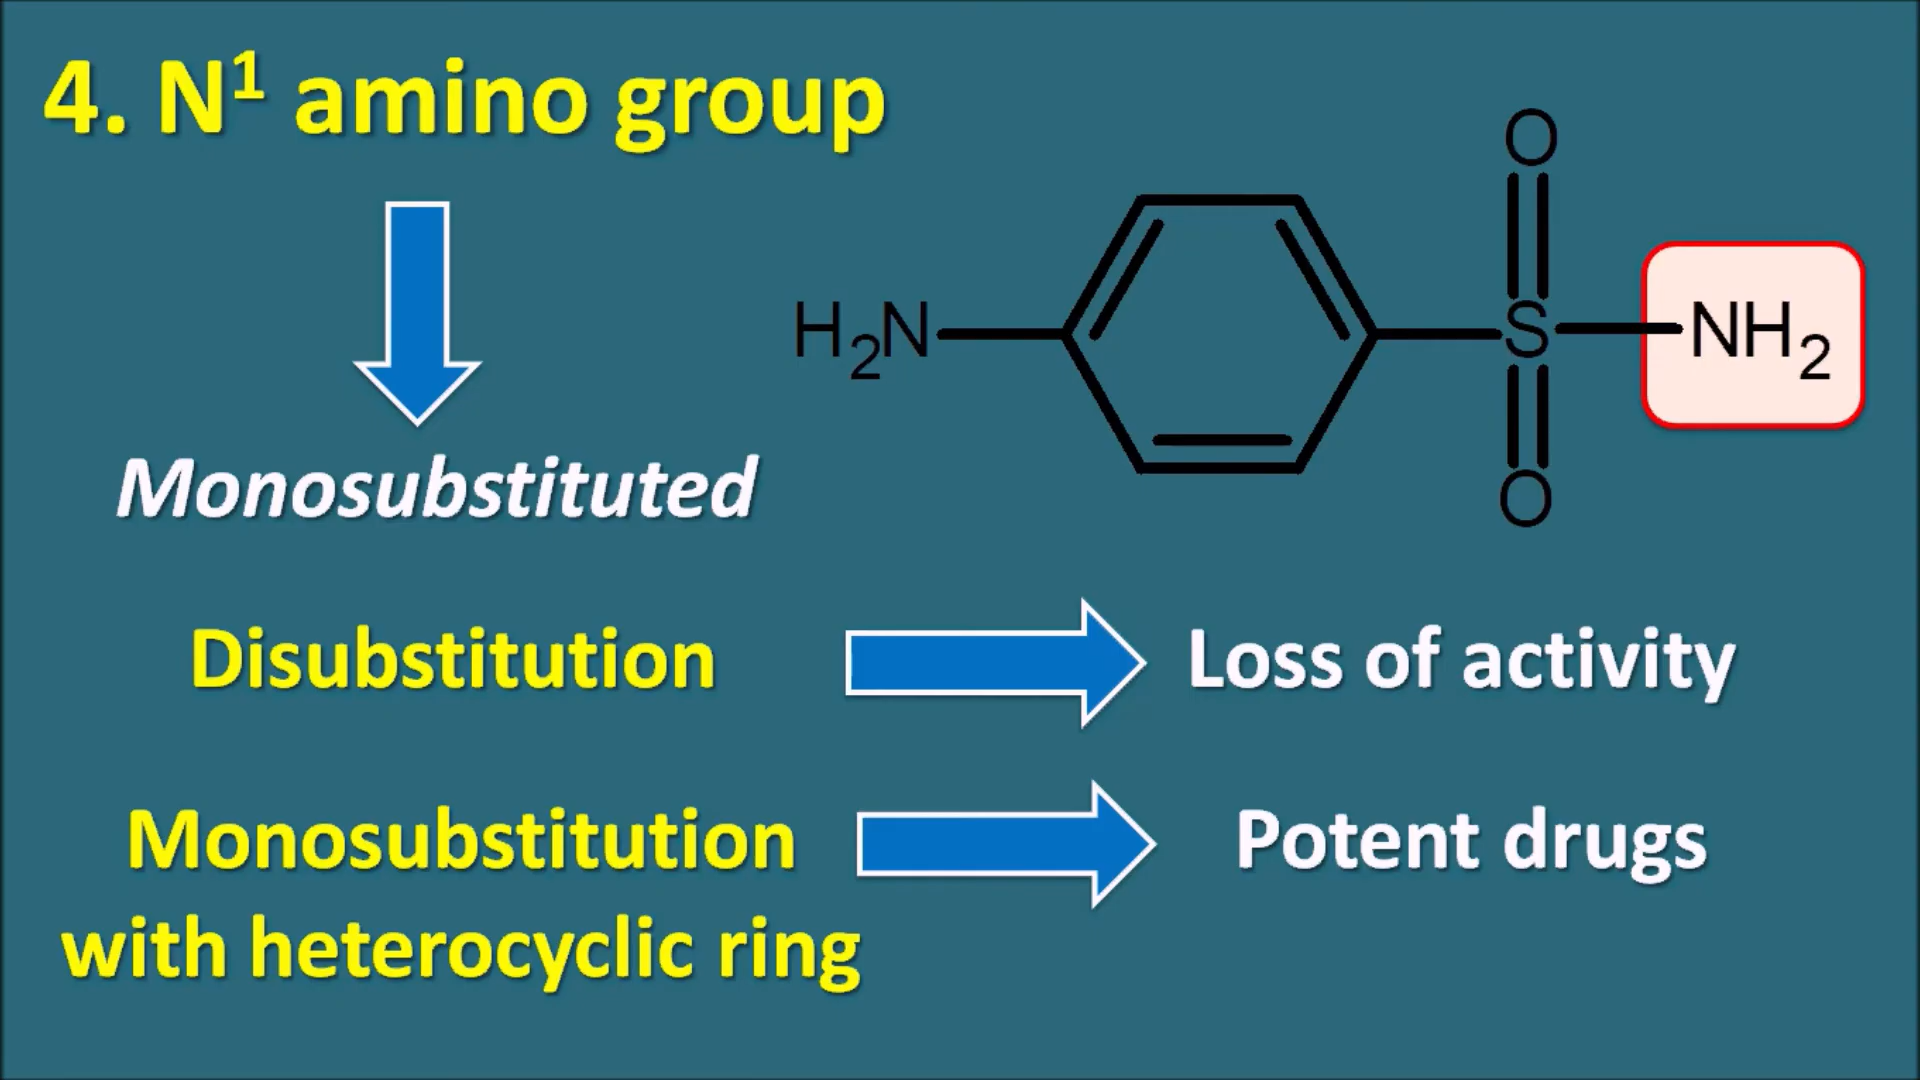 4. N¹ amino group
O
H₂N S NH₂
O
Monosubstituted
Disubstitution Loss of activity
Monosubstitution Potent drugs
with heterocyclic ring